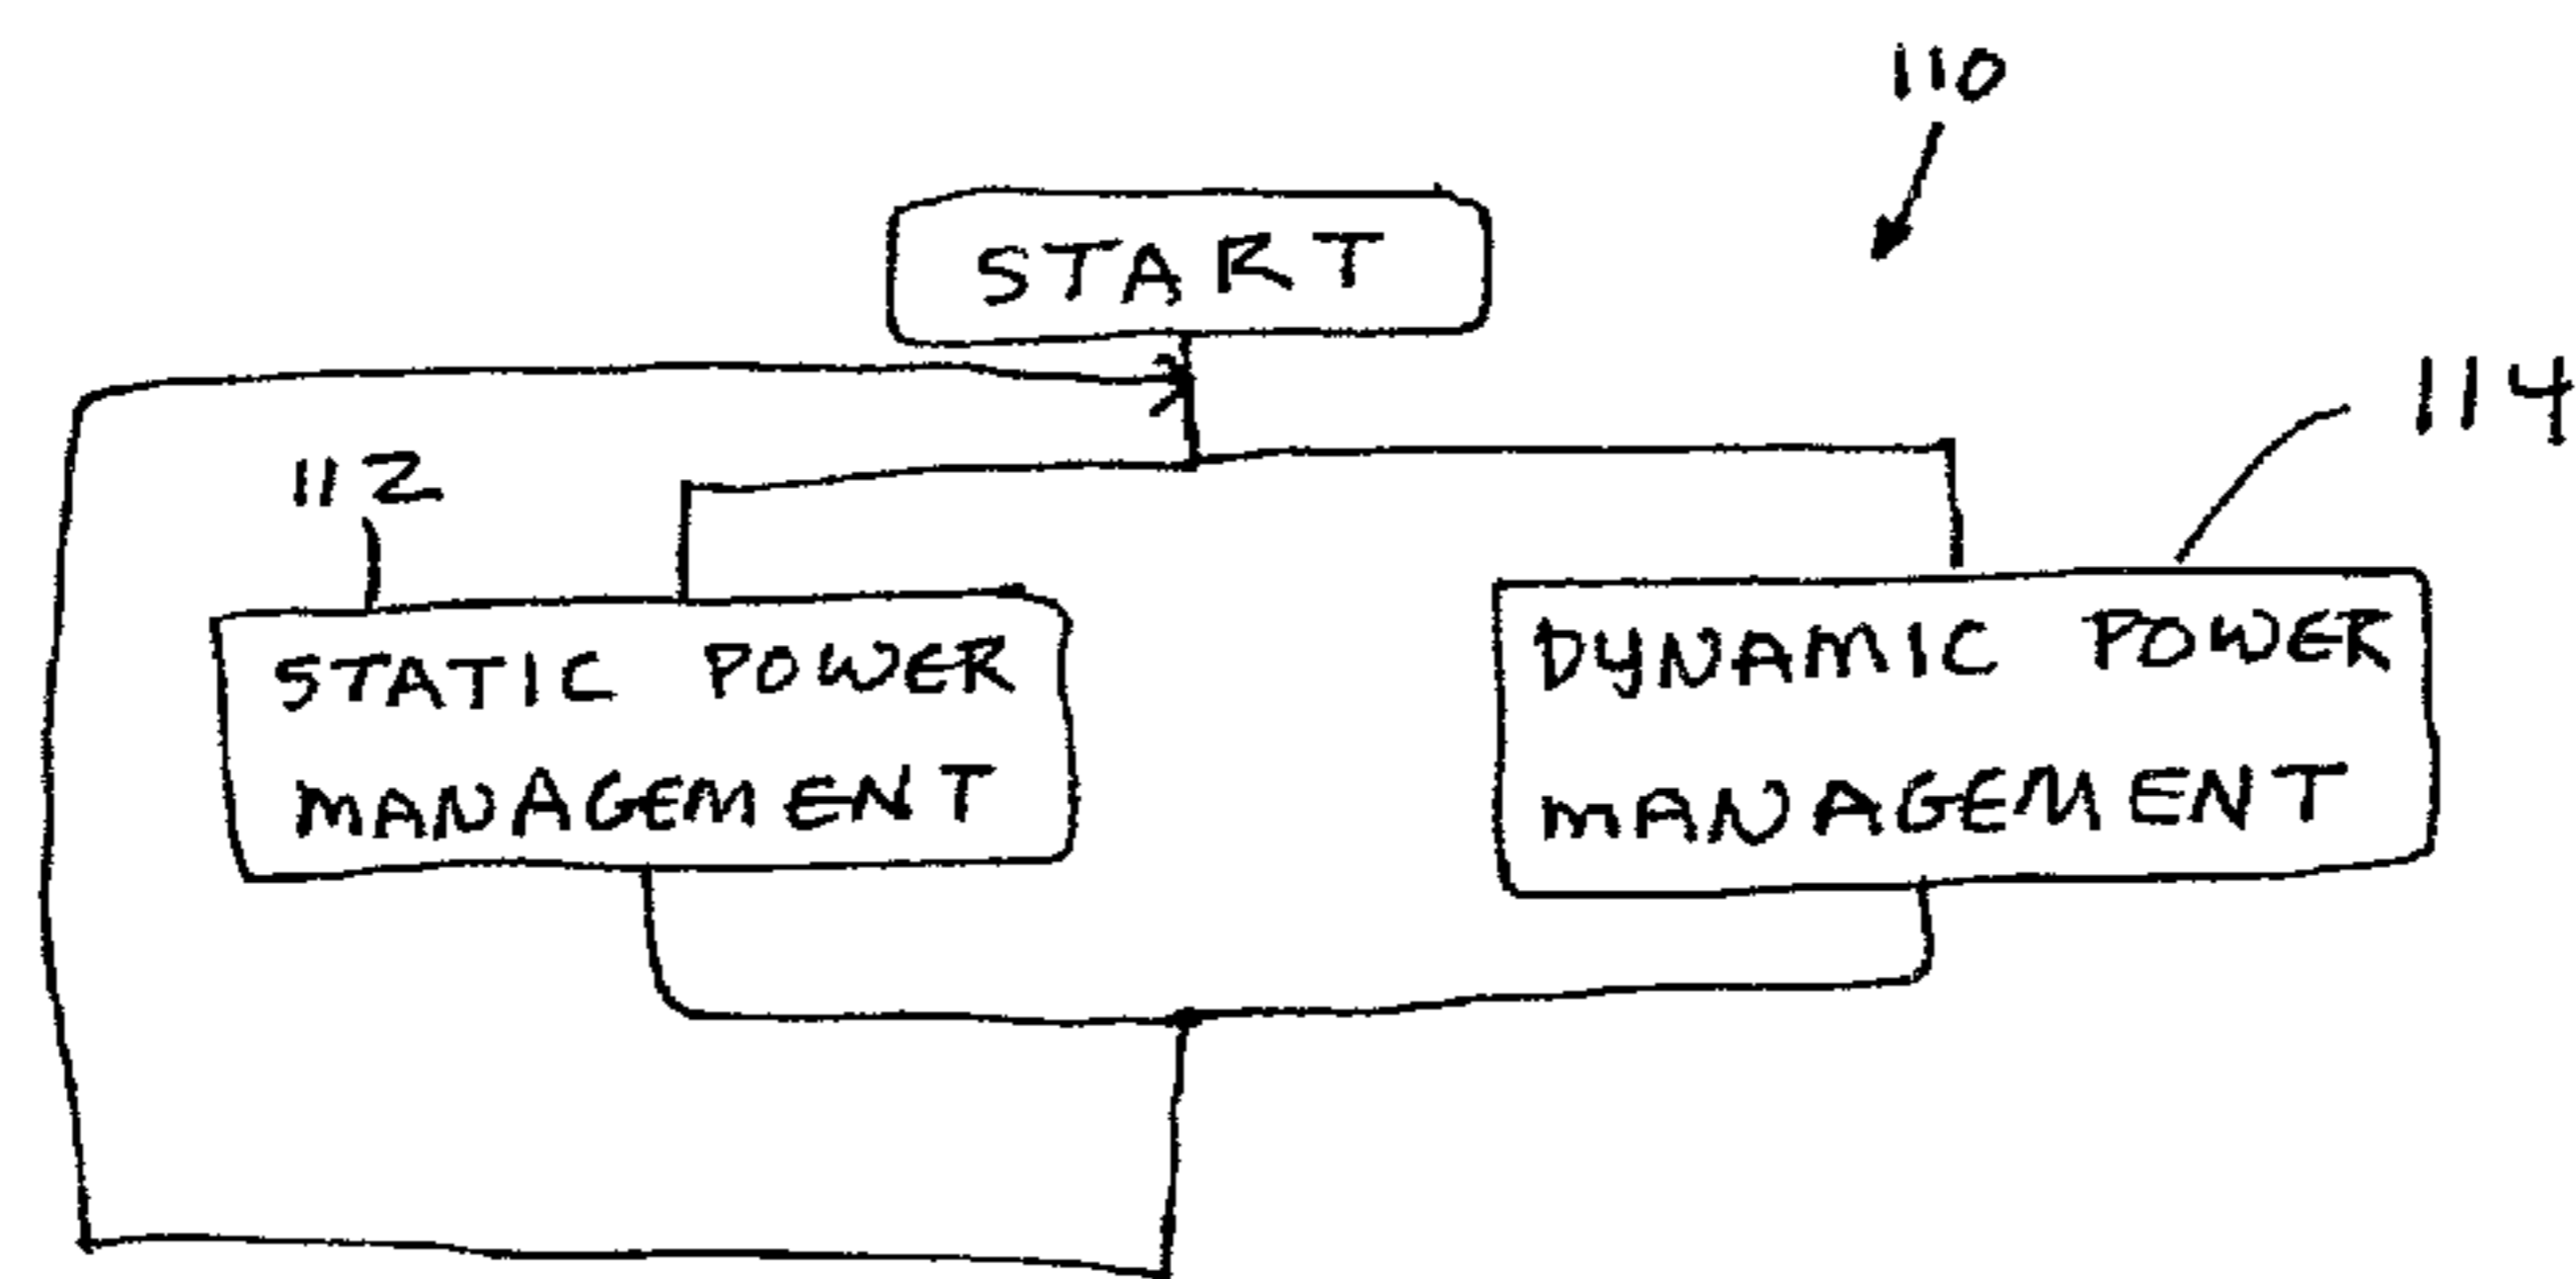 110
START
114
112
STATIC POWER
MANAGEMENT
DYNAMIC POWER
MANAGEMENT